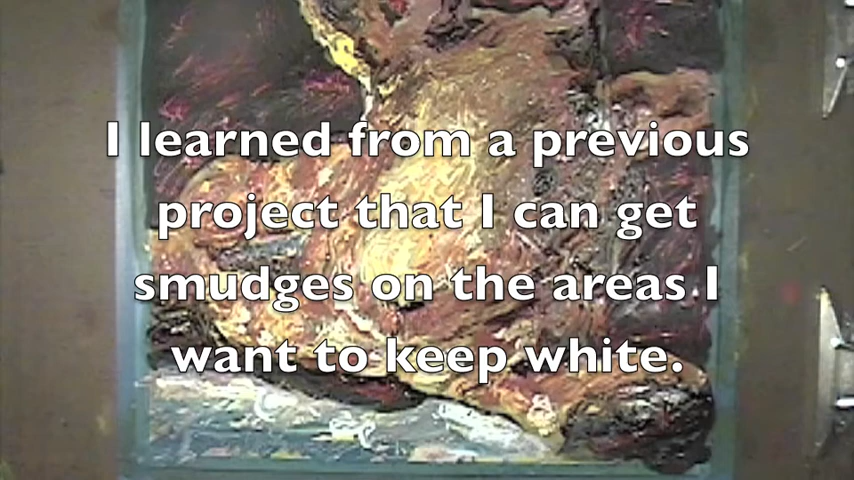 I learned from a previous
project that I can get
smudges on the areas I
want to keep white.